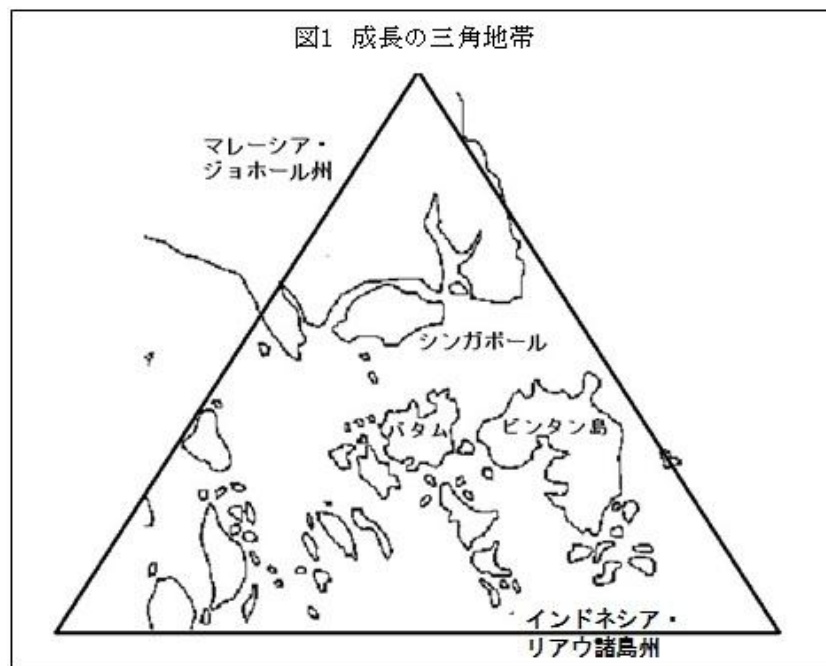 図1 成長の三角地帯
マレーシア・
ジョホール州
シンガポール
バタム
ビンタン島
インドネシア・
リアウ諸島州